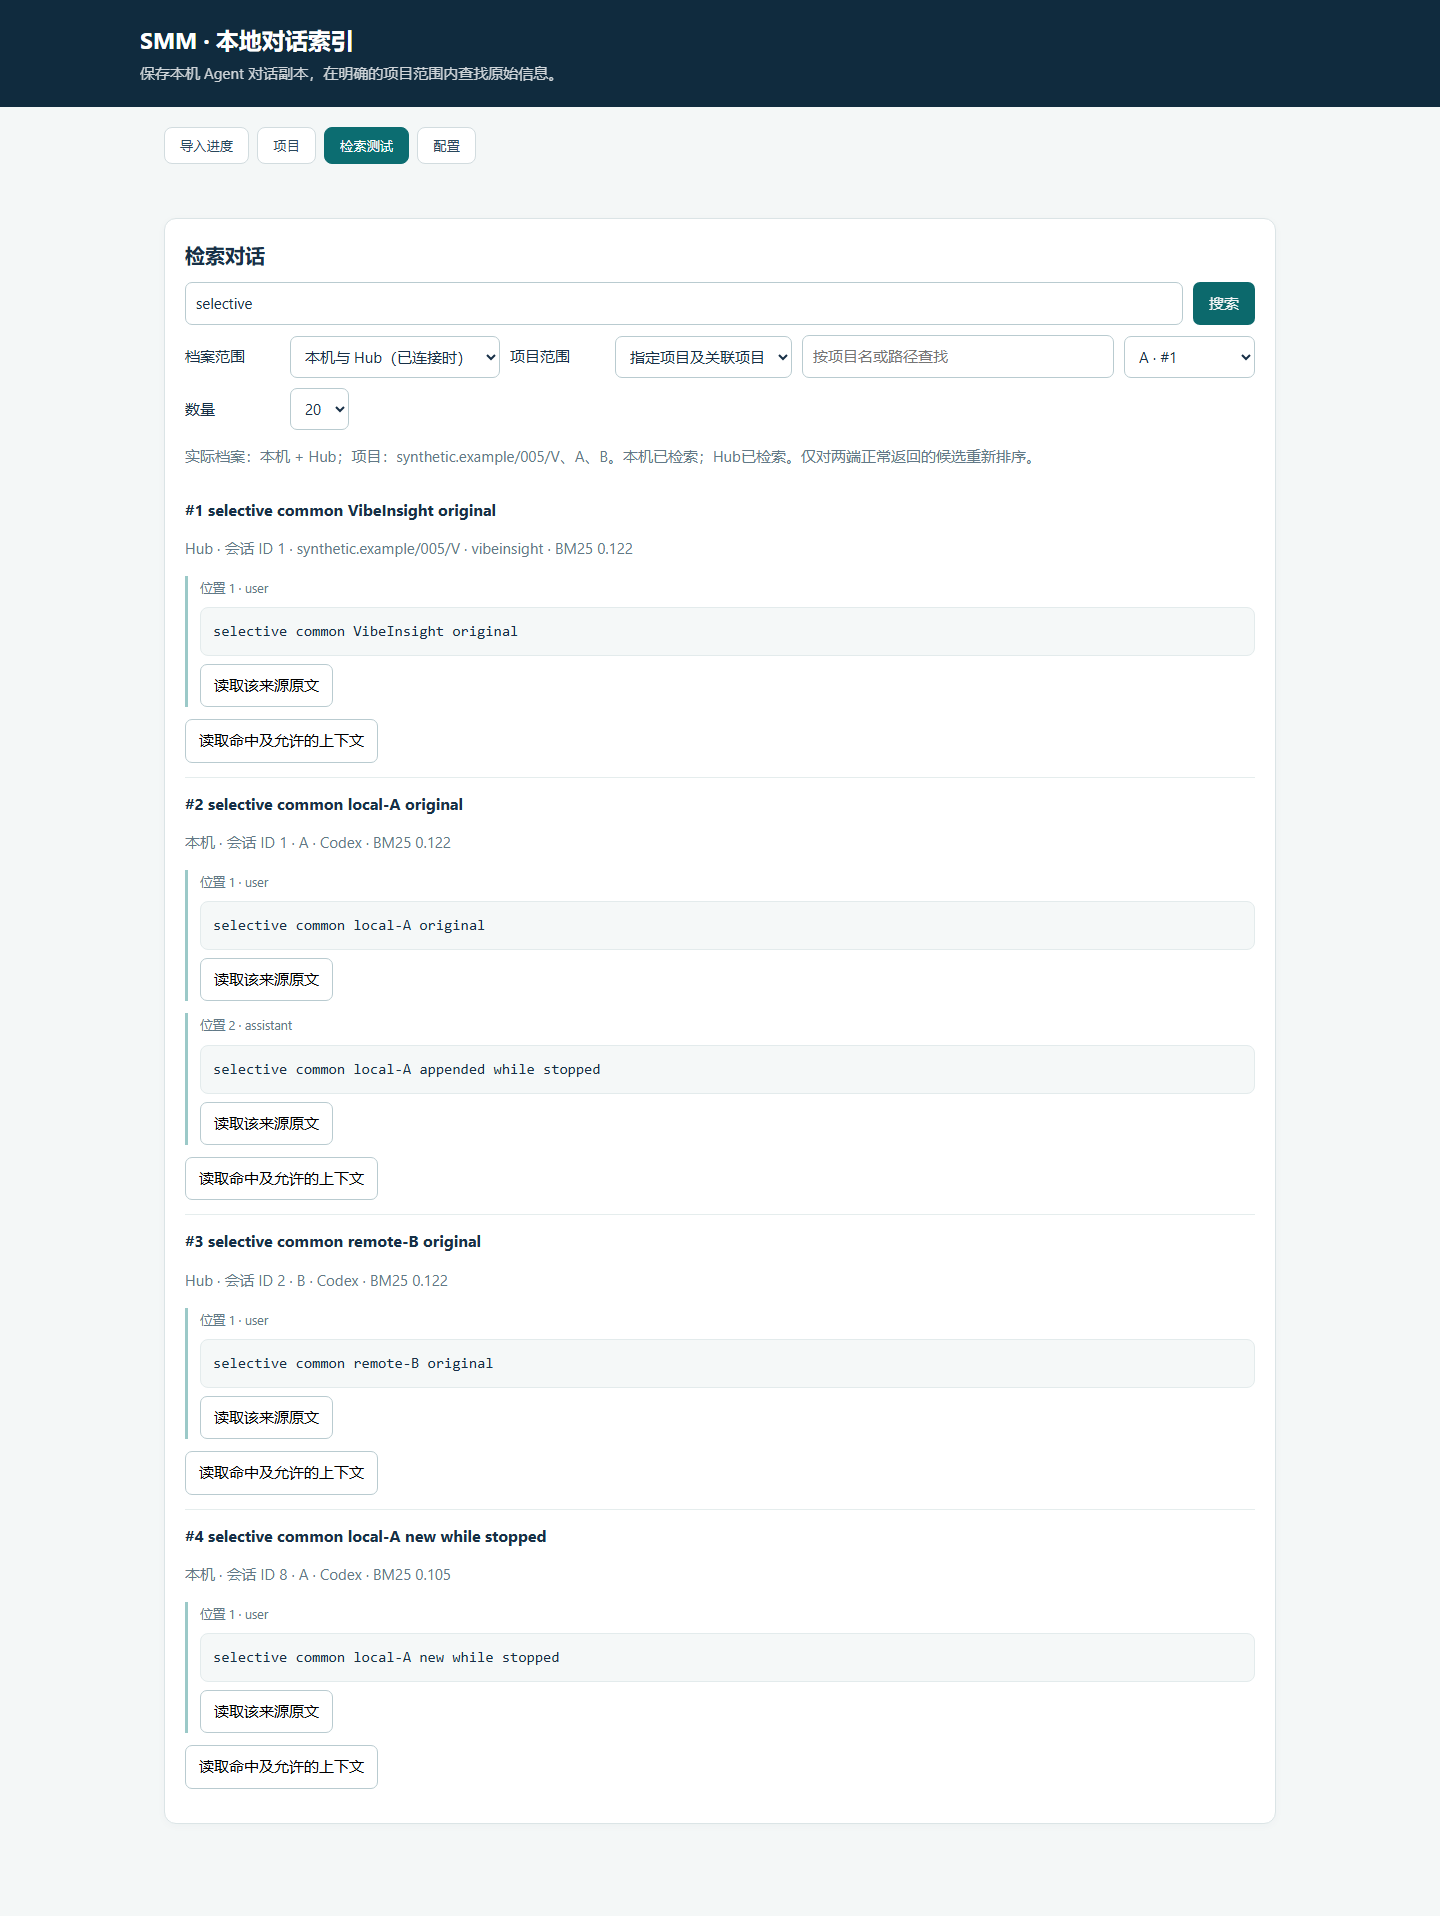 SMM · 本地对话索引
保存本机 Agent 对话副本，在明确的项目范围内查找原始信息。
导入进度 项目 检索测试 配置
检索对话
selective 搜索
档案范围 本机与 Hub（已连接时） 项目范围 指定项目及关联项目 按项目名或路径查找 A · #1
数量 20
实际档案：本机 + Hub；项目：synthetic.example/005/V、A、B。本机已检索；Hub已检索。仅对两端正常返回的候选重新排序。
#1 selective common VibeInsight original
Hub · 会话 ID 1 · synthetic.example/005/V · vibeinsight · BM25 0.122
位置 1 · user
selective common VibeInsight original
读取该来源原文
读取命中及允许的上下文
#2 selective common local-A original
本机 · 会话 ID 1 · A · Codex · BM25 0.122
位置 1 · user
selective common local-A original
读取该来源原文
位置 2 · assistant
selective common local-A appended while stopped
读取该来源原文
读取命中及允许的上下文
#3 selective common remote-B original
Hub · 会话 ID 2 · B · Codex · BM25 0.122
位置 1 · user
selective common remote-B original
读取该来源原文
读取命中及允许的上下文
#4 selective common local-A new while stopped
本机 · 会话 ID 8 · A · Codex · BM25 0.105
位置 1 · user
selective common local-A new while stopped
读取该来源原文
读取命中及允许的上下文